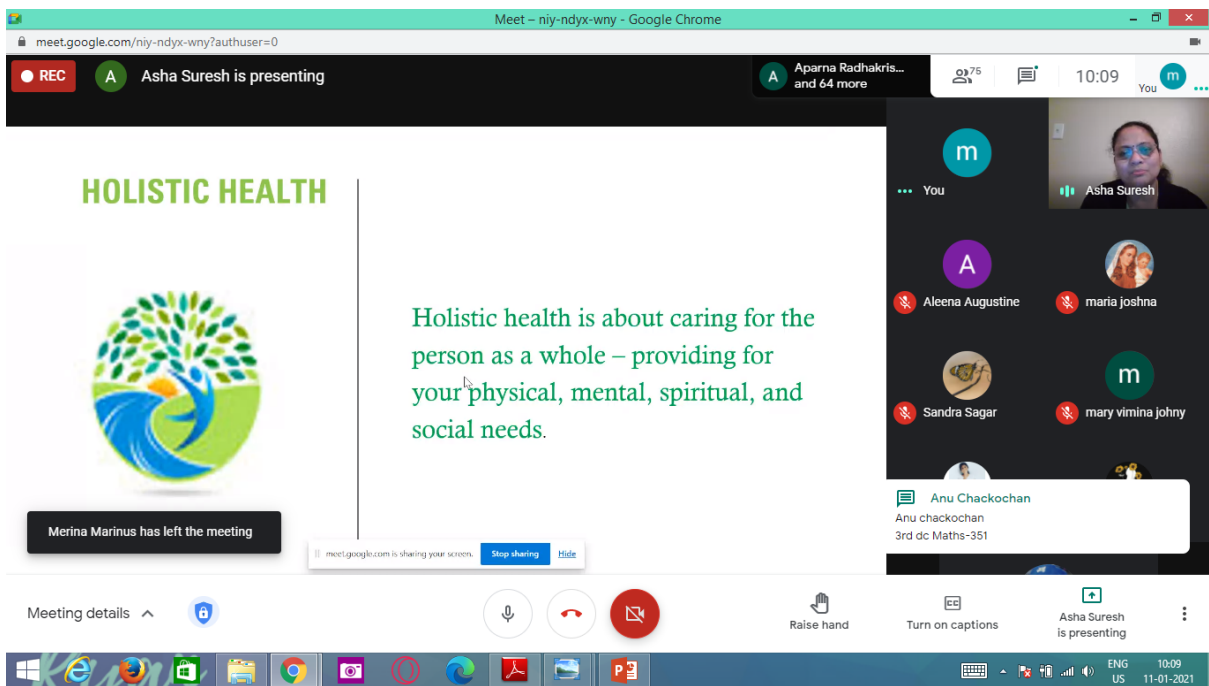 Meet – niy-ndyx-wny - Google Chrome
meet.google.com/niy-ndyx-wny?authuser=0
REC
A
Asha Suresh is presenting
A
Aparna Radhakris...
and 64 more
75
10:09
You
m
HOLISTIC HEALTH
Holistic health is about caring for the
person as a whole – providing for
your physical, mental, spiritual, and
social needs.
m
You
Asha Suresh
A
Aleena Augustine
maria joshna
Sandra Sagar
m
mary vimina johny
Anu Chackochan
Anu chackochan
3rd dc Maths-351
Merina Marinus has left the meeting
meet.google.com is sharing your screen.
Stop sharing
Hide
Meeting details
Raise hand
CC
Turn on captions
Asha Suresh
is presenting
ENG
US
10:09
11-01-2021